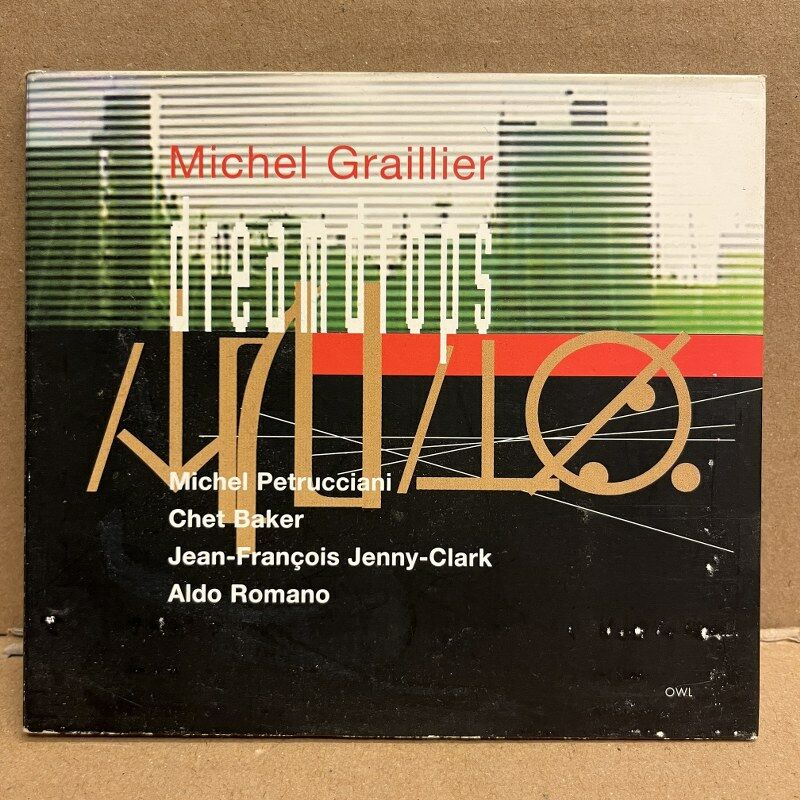 Michel Graillier
dreamdrops
Michel Petrucciani
Chet Baker
Jean-François Jenny-Clark
Aldo Romano
OWL